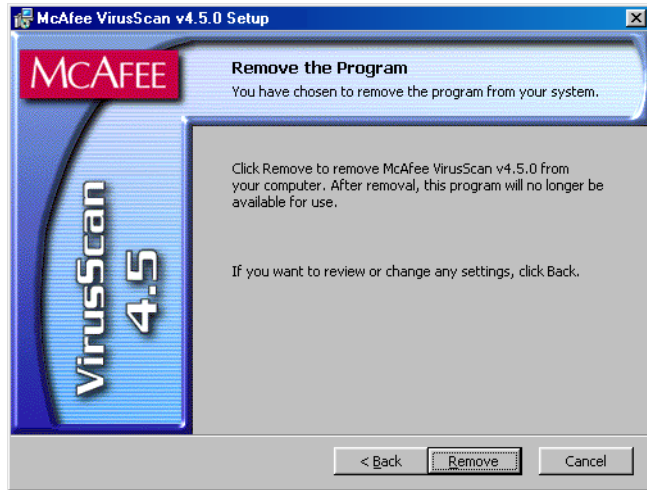 McAfee VirusScan v4.5.0 Setup
McAFEE
Remove the Program
You have chosen to remove the program from your system.
VirusScan
4.5
Click Remove to remove McAfee VirusScan v4.5.0 from
your computer. After removal, this program will no longer be
available for use.
If you want to review or change any settings, click Back.
< Back
Remove
Cancel